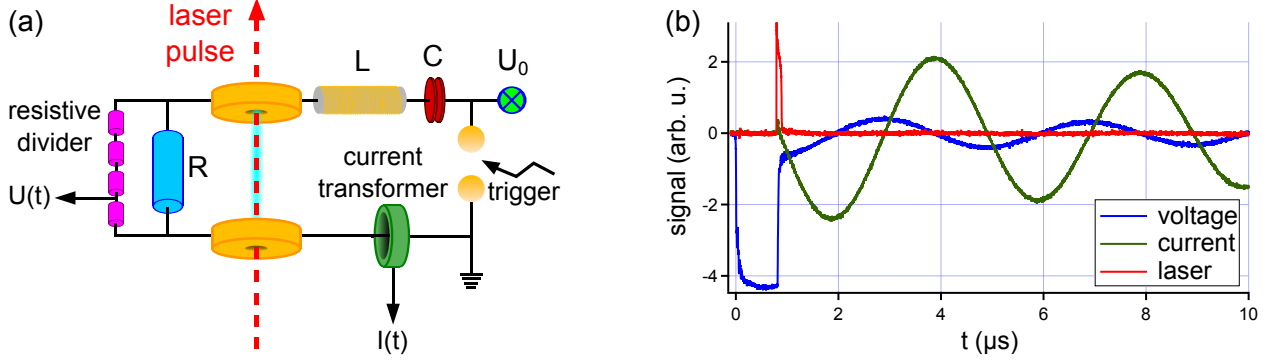 (a)
laser
pulse
L
C
U₀
resistive
divider
R
current
transformer
trigger
U(t)
I(t)
(b)
signal (arb. u.)
2
0
-2
-4
voltage
current
laser
0
2
4
6
8
10
t (µs)